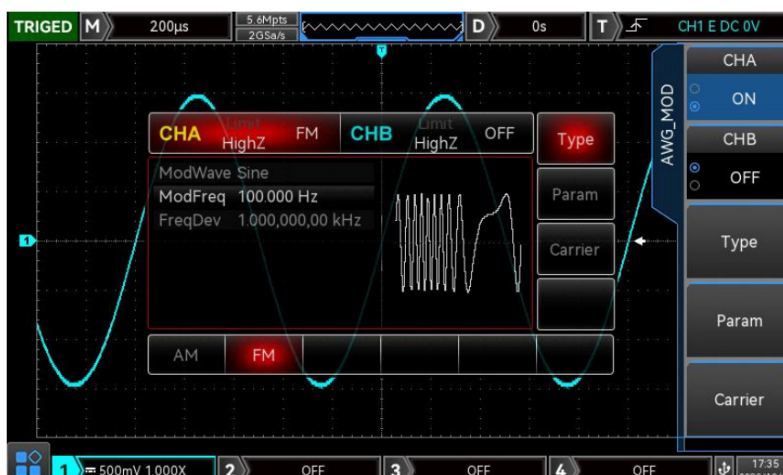 TRIGED M 200μs 5.6Mpts D 0s T CH1 E DC 0V
2GSa/s
T
CHA
ON
CHB
OFF
Type
Param
Carrier
AWG_MOD
CHA Limit HighZ FM CHB Limit HighZ OFF Type
ModWave Sine
ModFreq 100.000 Hz Param
FreqDev 1.000,000,00 kHz
Carrier
1
AM FM
1 500mV 1.000X 2 OFF 3 OFF 4 OFF 17:35